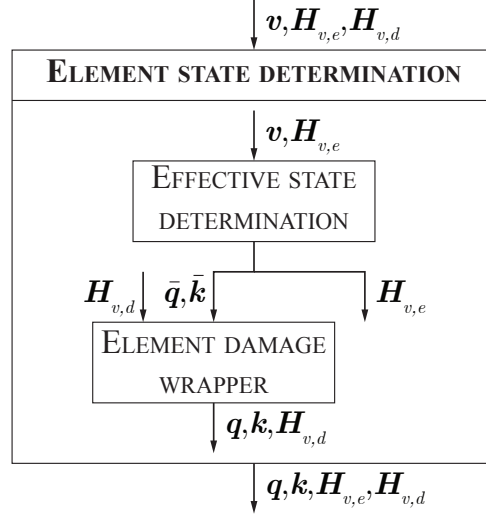 v,H_{v,e},H_{v,d}
ELEMENT STATE DETERMINATION
v,H_{v,e}
EFFECTIVE STATE
DETERMINATION
H_{v,d} q̄,k̄ H_{v,e}
ELEMENT DAMAGE
WRAPPER
q,k,H_{v,d}
q,k,H_{v,e},H_{v,d}